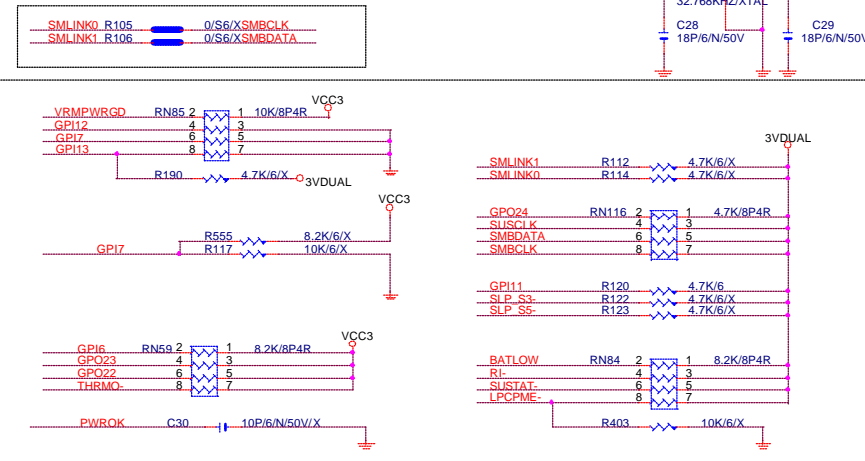 32.768KHZ/XTAL
SMLINK0 R105 0/S6/XSMBCLK
SMLINK1 R106 0/S6/XSMBDATA
C28
18P/6/N/50V
C29
18P/6/N/50V
VCC3
VRMPWRGD RN85 2 1 10K/8P4R
GPI12 4 3
GPI7 6 5
GPI13 8 7
R190 4.7K/6/X 3VDUAL
VCC3
R555 8.2K/6/X
GPI7 R117 10K/6/X
VCC3
GPI6 RN59 2 1 8.2K/8P4R
GPO23 4 3
GPO22 6 5
THRMO- 8 7
PWROK C30 10P/6/N/50V/X
3VDUAL
SMLINK1 R112 4.7K/6/X
SMLINK0 R114 4.7K/6/X
GPO24 RN116 2 1 4.7K/8P4R
SUSCLK 4 3
SMBDATA 6 5
SMBCLK 8 7
GPI11 R120 4.7K/6
SLP_S3- R122 4.7K/6/X
SLP_S5- R123 4.7K/6/X
BATLOW RN84 2 1 8.2K/8P4R
RI- 4 3
SUSTAT- 6 5
LPCPME- 8 7
R403 10K/6/X